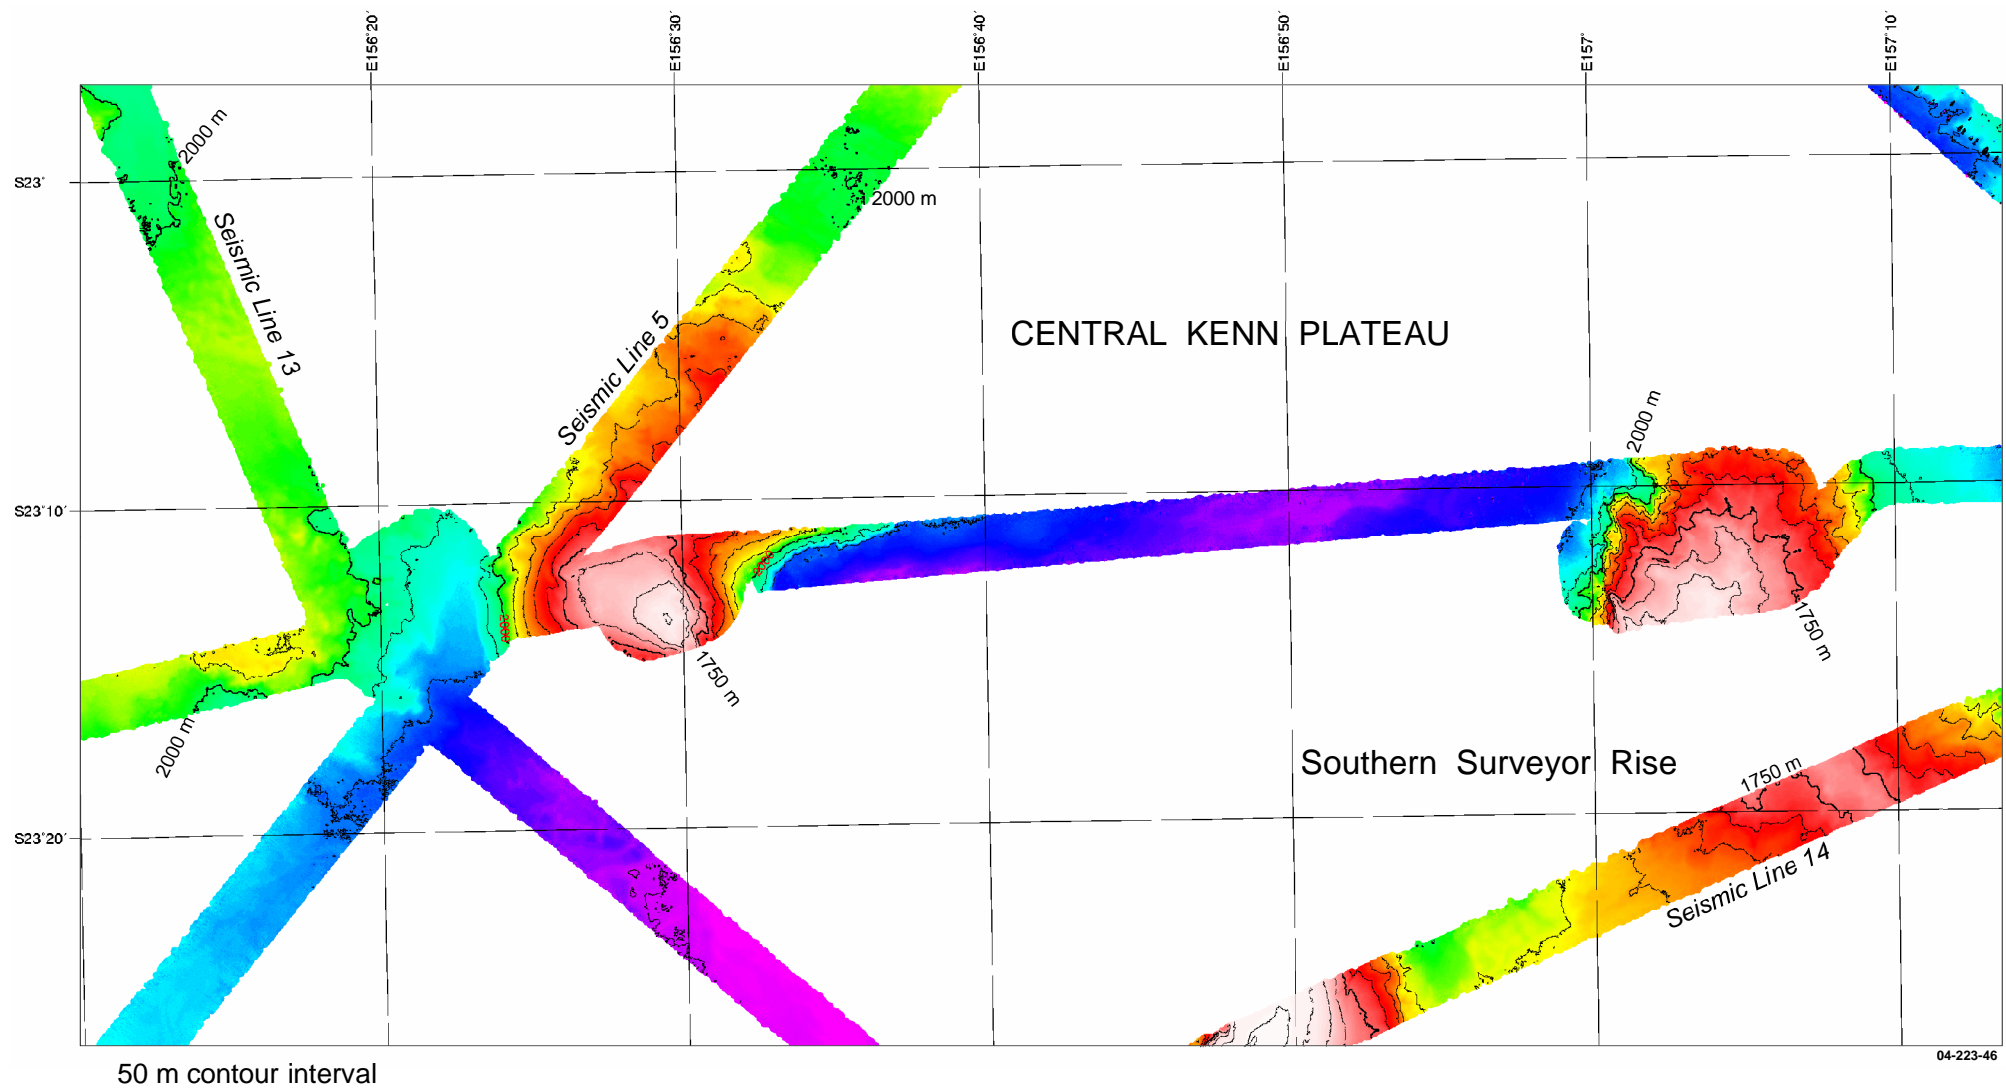 E156°20′
E156°30′
E156°40′
E156°50′
E157°
E157°10′
2000 m
S23°
2000 m
Seismic Line 13
Seismic Line 5
CENTRAL KENN PLATEAU
2000 m
S23°10′
2000
2000
1750 m
1750 m
2000 m
Southern Surveyor Rise
1750 m
S23°20′
Seismic Line 14
04-223-46
50 m contour interval